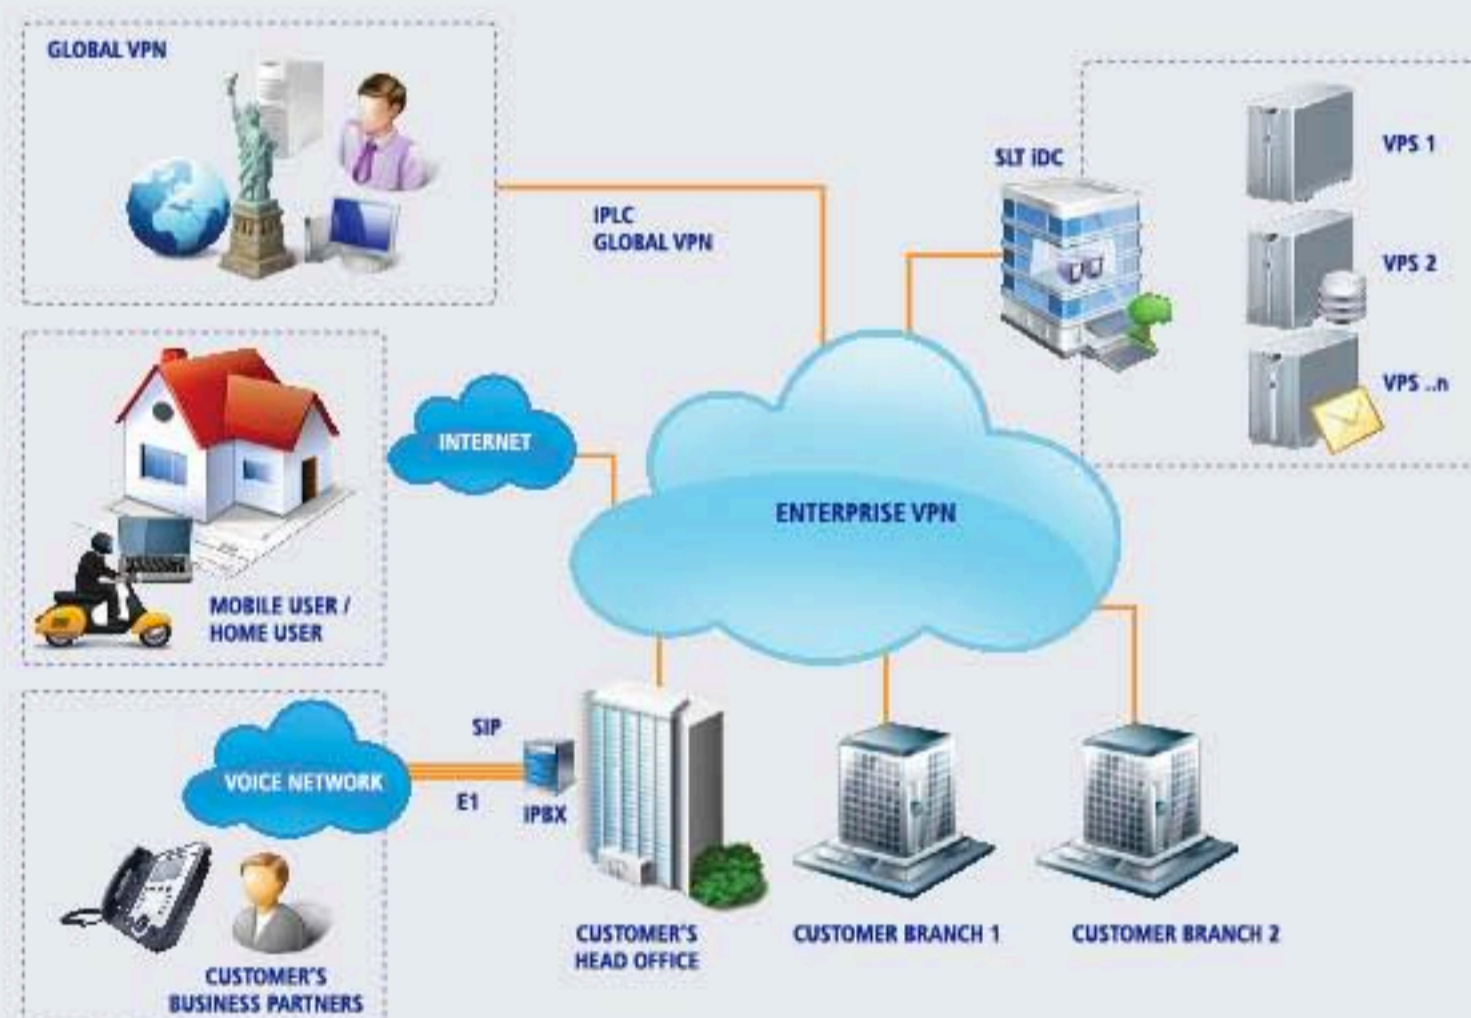 GLOBAL VPN
IPLC
GLOBAL VPN
SLT iDC
VPS 1
VPS 2
VPS ..n
INTERNET
ENTERPRISE VPN
MOBILE USER /
HOME USER
VOICE NETWORK
SIP
E1
IPBX
CUSTOMER'S
BUSINESS PARTNERS
CUSTOMER'S
HEAD OFFICE
CUSTOMER BRANCH 1
CUSTOMER BRANCH 2